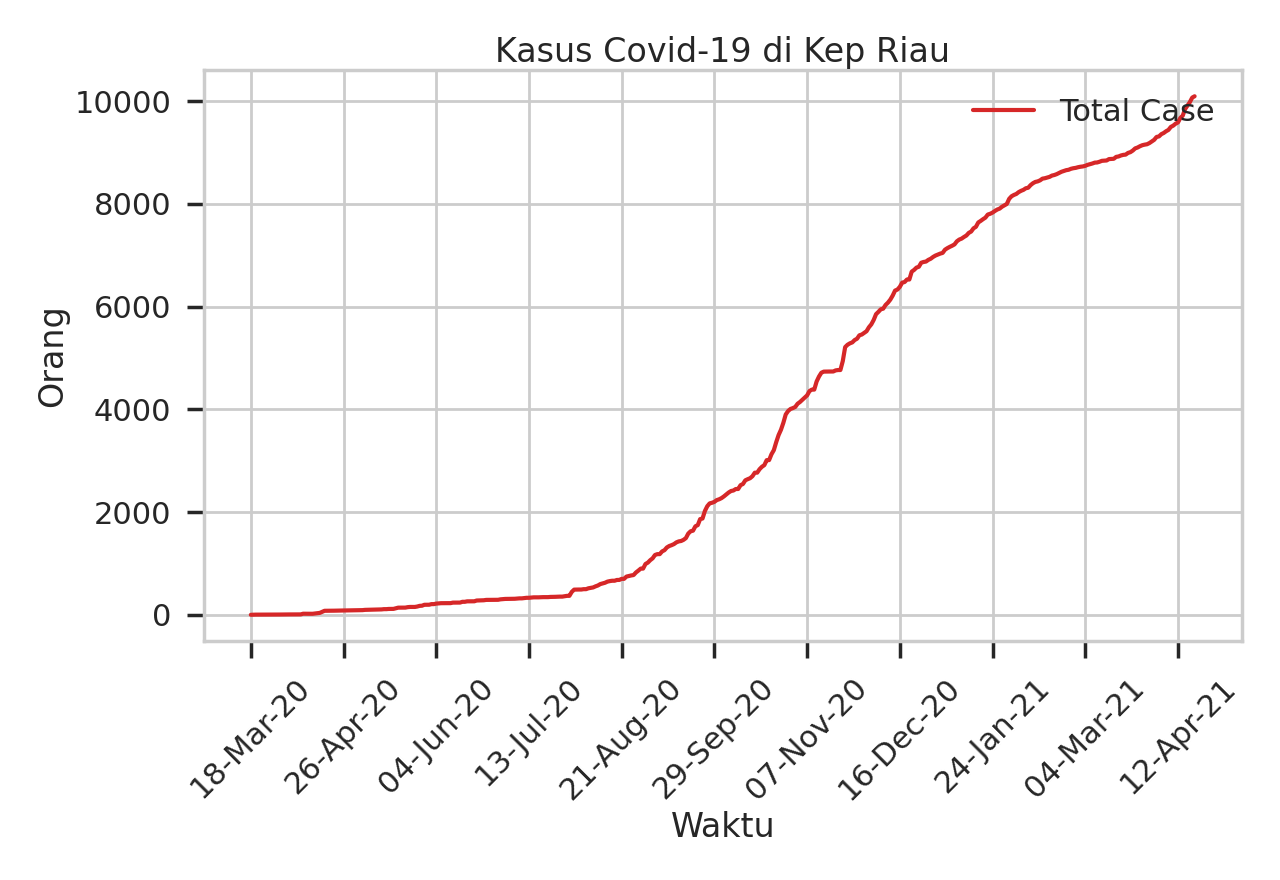 Kasus Covid-19 di Kep Riau
Total Case
10000
8000
6000
4000
2000
0
Orang
18-Mar-20
26-Apr-20
04-Jun-20
13-Jul-20
21-Aug-20
29-Sep-20
07-Nov-20
16-Dec-20
24-Jan-21
04-Mar-21
12-Apr-21
Waktu